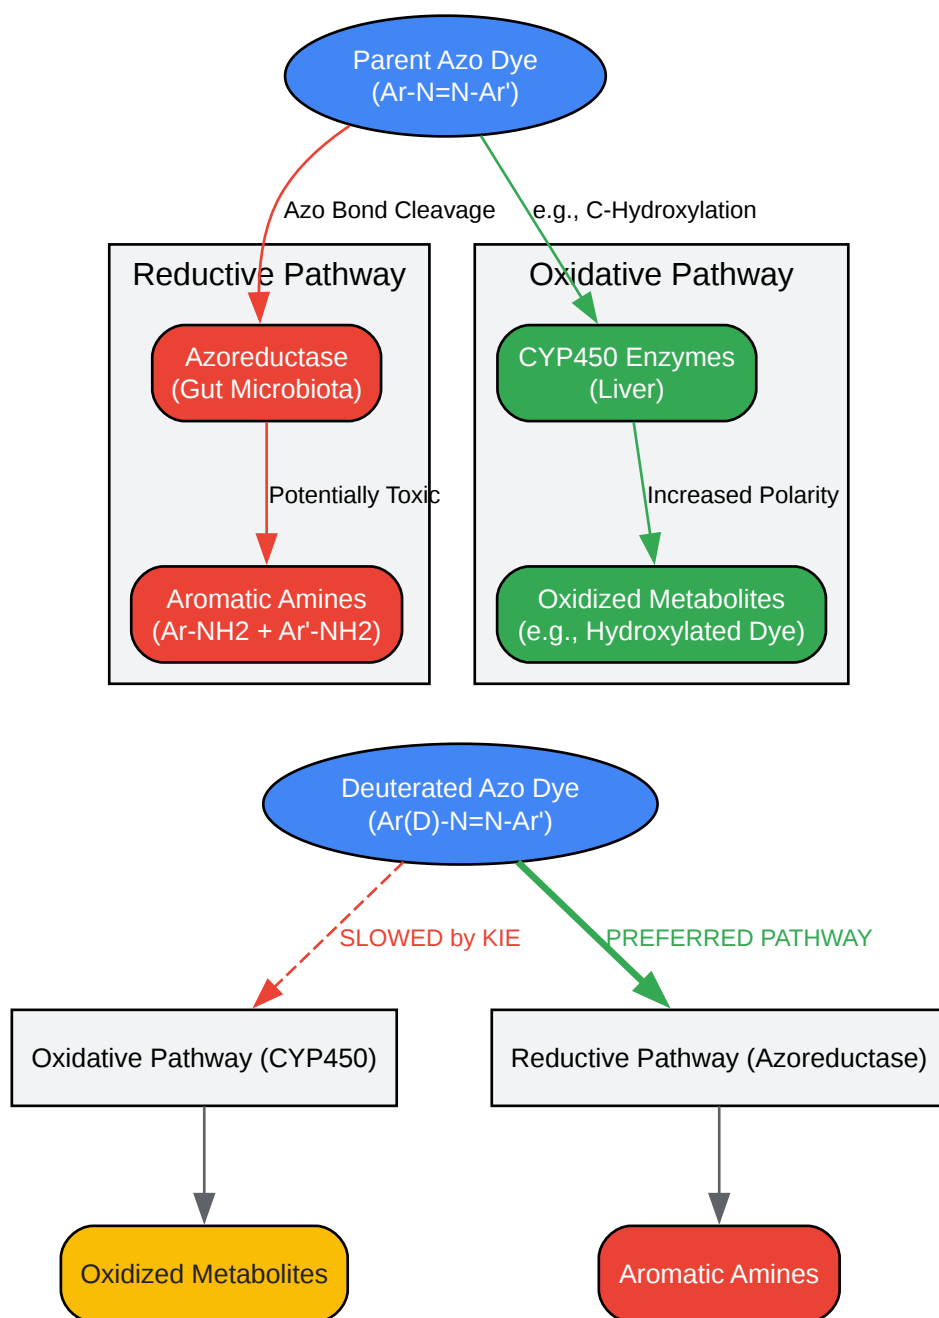 Parent Azo Dye
(Ar-N=N-Ar')
Azo Bond Cleavage
e.g., C-Hydroxylation
Reductive Pathway
Oxidative Pathway
Azoreductase
(Gut Microbiota)
CYP450 Enzymes
(Liver)
Potentially Toxic
Increased Polarity
Aromatic Amines
(Ar-NH2 + Ar'-NH2)
Oxidized Metabolites
(e.g., Hydroxylated Dye)
Deuterated Azo Dye
(Ar(D)-N=N-Ar')
SLOWED by KIE
PREFERRED PATHWAY
Oxidative Pathway (CYP450)
Reductive Pathway (Azoreductase)
Oxidized Metabolites
Aromatic Amines